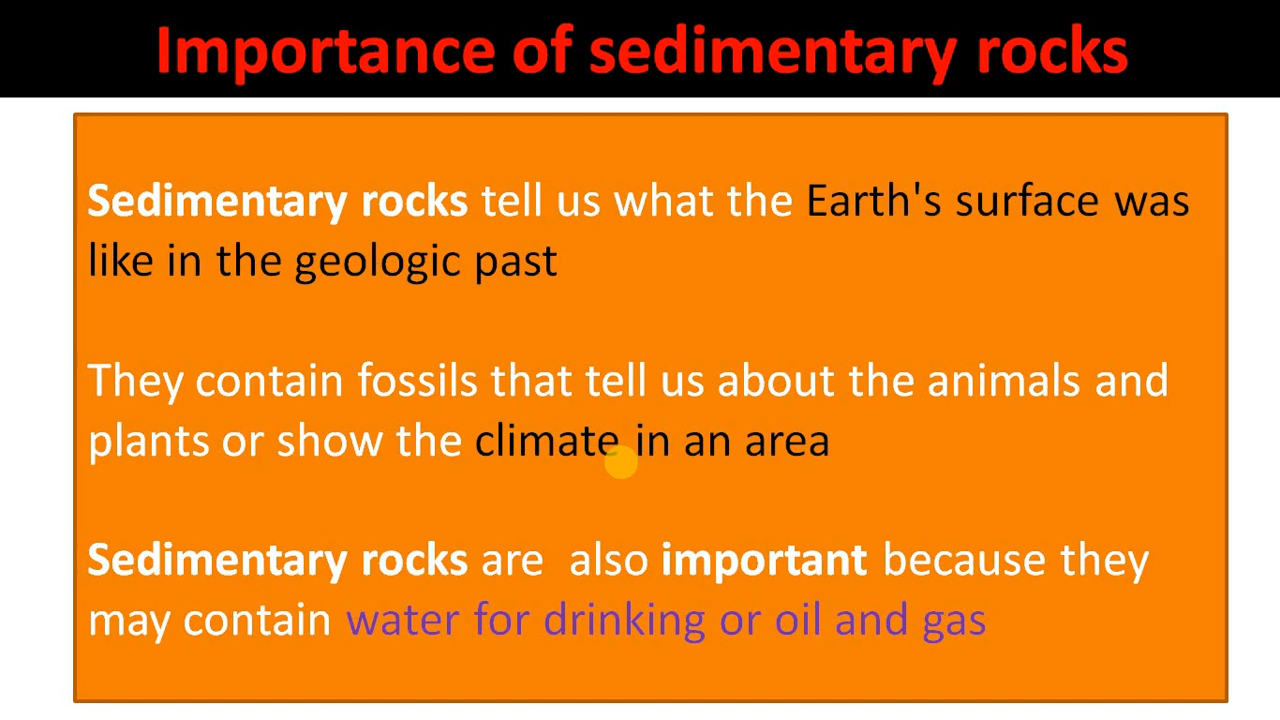 Importance of sedimentary rocks
Sedimentary rocks tell us what the Earth's surface was
like in the geologic past
They contain fossils that tell us about the animals and
plants or show the climate in an area
Sedimentary rocks are  also important because they
may contain water for drinking or oil and gas